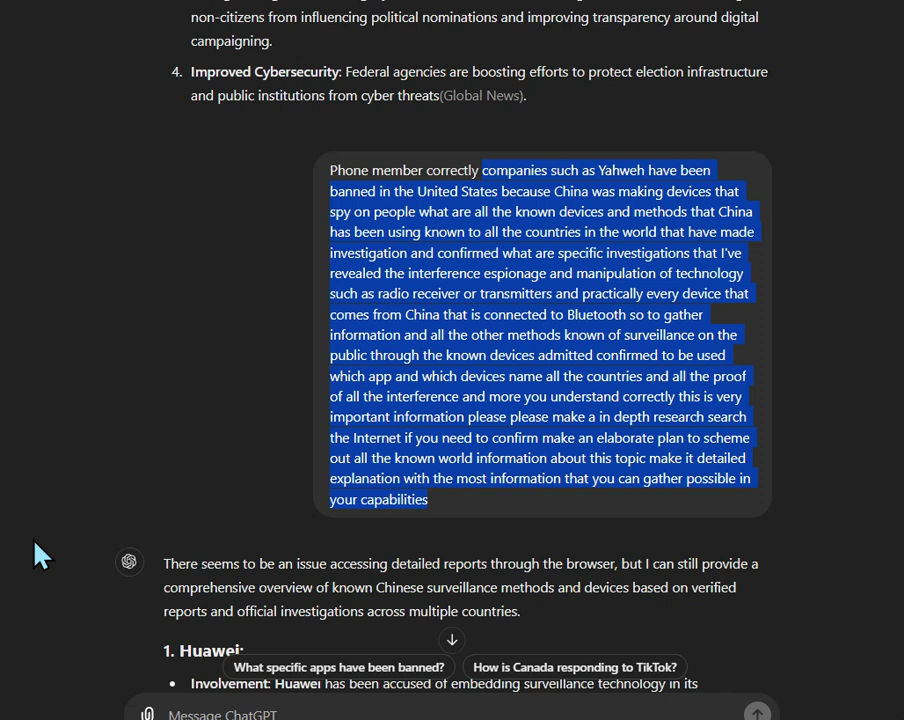 non-citizens from influencing political nominations and improving transparency around digital
campaigning.
4. Improved Cybersecurity: Federal agencies are boosting efforts to protect election infrastructure
and public institutions from cyber threats(Global News).
Phone member correctly companies such as Yahweh have been
banned in the United States because China was making devices that
spy on people what are all the known devices and methods that China
has been using known to all the countries in the world that have made
investigation and confirmed what are specific investigations that I've
revealed the interference espionage and manipulation of technology
such as radio receiver or transmitters and practically every device that
comes from China that is connected to Bluetooth so to gather
information and all the other methods known of surveillance on the
public through the known devices admitted confirmed to be used
which app and which devices name all the countries and all the proof
of all the interference and more you understand correctly this is very
important information please please make a in depth research search
the Internet if you need to confirm make an elaborate plan to scheme
out all the known world information about this topic make it detailed
explanation with the most information that you can gather possible in
your capabilities
There seems to be an issue accessing detailed reports through the browser, but I can still provide a
comprehensive overview of known Chinese surveillance methods and devices based on verified
reports and official investigations across multiple countries.
1. Huawei:
What specific apps have been banned?
How is Canada responding to TikTok?
• Involvement: Huawei has been accused of embedding surveillance technology in its
Message ChatGPT